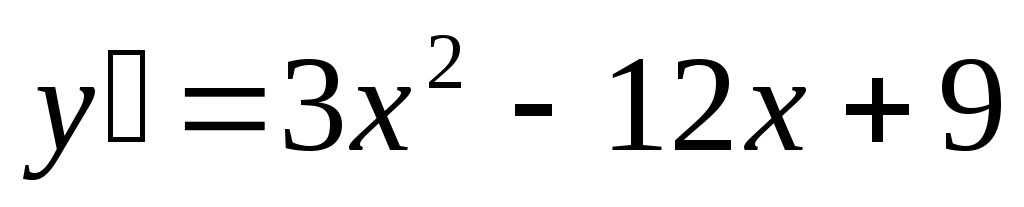 y▯ = 3x² - 12x + 9